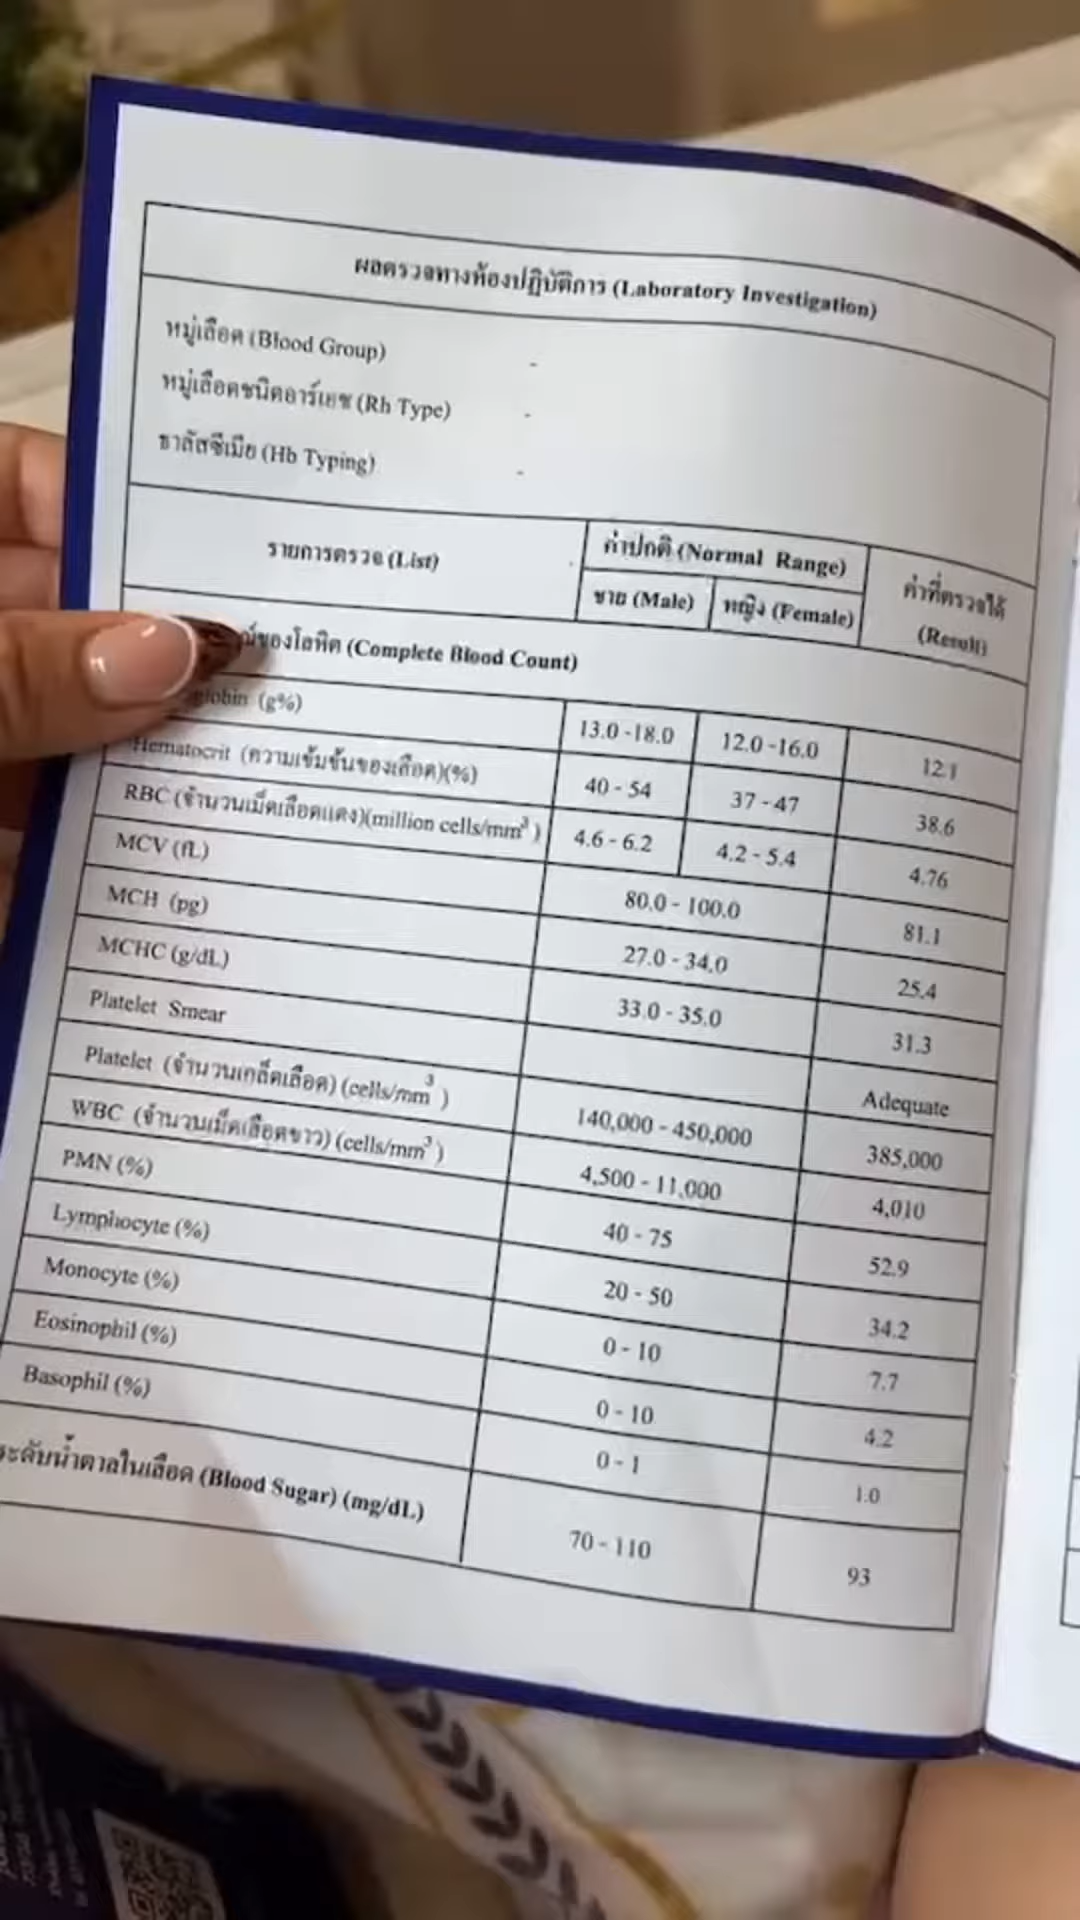 ผลตรวจทางห้องปฏิบัติการ (Laboratory Investigation)
หมู่เลือด (Blood Group) -
หมู่เลือดชนิดอาร์เอช (Rh Type) -
ธาลัสซีเมีย (Hb Typing) -
รายการตรวจ (List) ค่าปกติ (Normal Range) ค่าที่ตรวจได้ (Result)
ชาย (Male) หญิง (Female)
ของโลหิต (Complete Blood Count)
globin (g%) 13.0 -18.0 12.0 -16.0 12.1
Hematocrit (ความเข้มข้นของเลือด)(%) 40 - 54 37 - 47 38.6
RBC (จำนวนเม็ดเลือดแดง)(million cells/mm³ ) 4.6 - 6.2 4.2 - 5.4 4.76
MCV (fL) 80.0 - 100.0 81.1
MCH (pg) 27.0 - 34.0 25.4
MCHC (g/dL) 33.0 - 35.0 31.3
Platelet Smear Adequate
Platelet (จำนวนเกล็ดเลือด) (cells/mm³ ) 140,000 - 450,000 385,000
WBC (จำนวนเม็ดเลือดขาว) (cells/mm³ ) 4,500 - 11,000 4,010
PMN (%) 40 - 75 52.9
Lymphocyte (%) 20 - 50 34.2
Monocyte (%) 0 - 10 7.7
Eosinophil (%) 0 - 10 4.2
Basophil (%) 0 - 1 1.0
ระดับน้ำตาลในเลือด (Blood Sugar) (mg/dL) 70 - 110 93